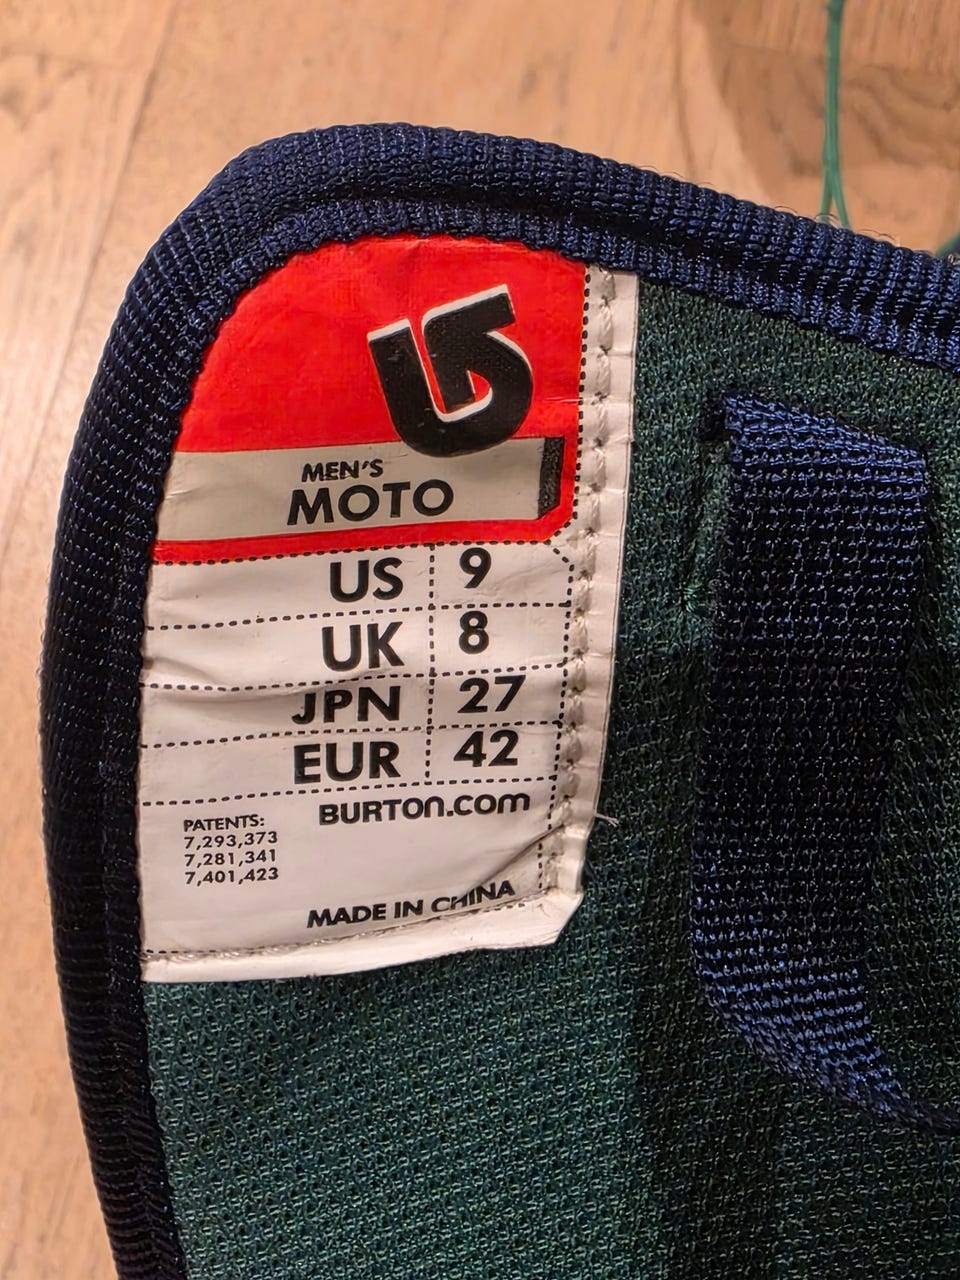 MEN'S
MOTO
US 9
UK 8
JPN 27
EUR 42
BURTON.COM
PATENTS:
7,293,373
7,281,341
7,401,423
MADE IN CHINA